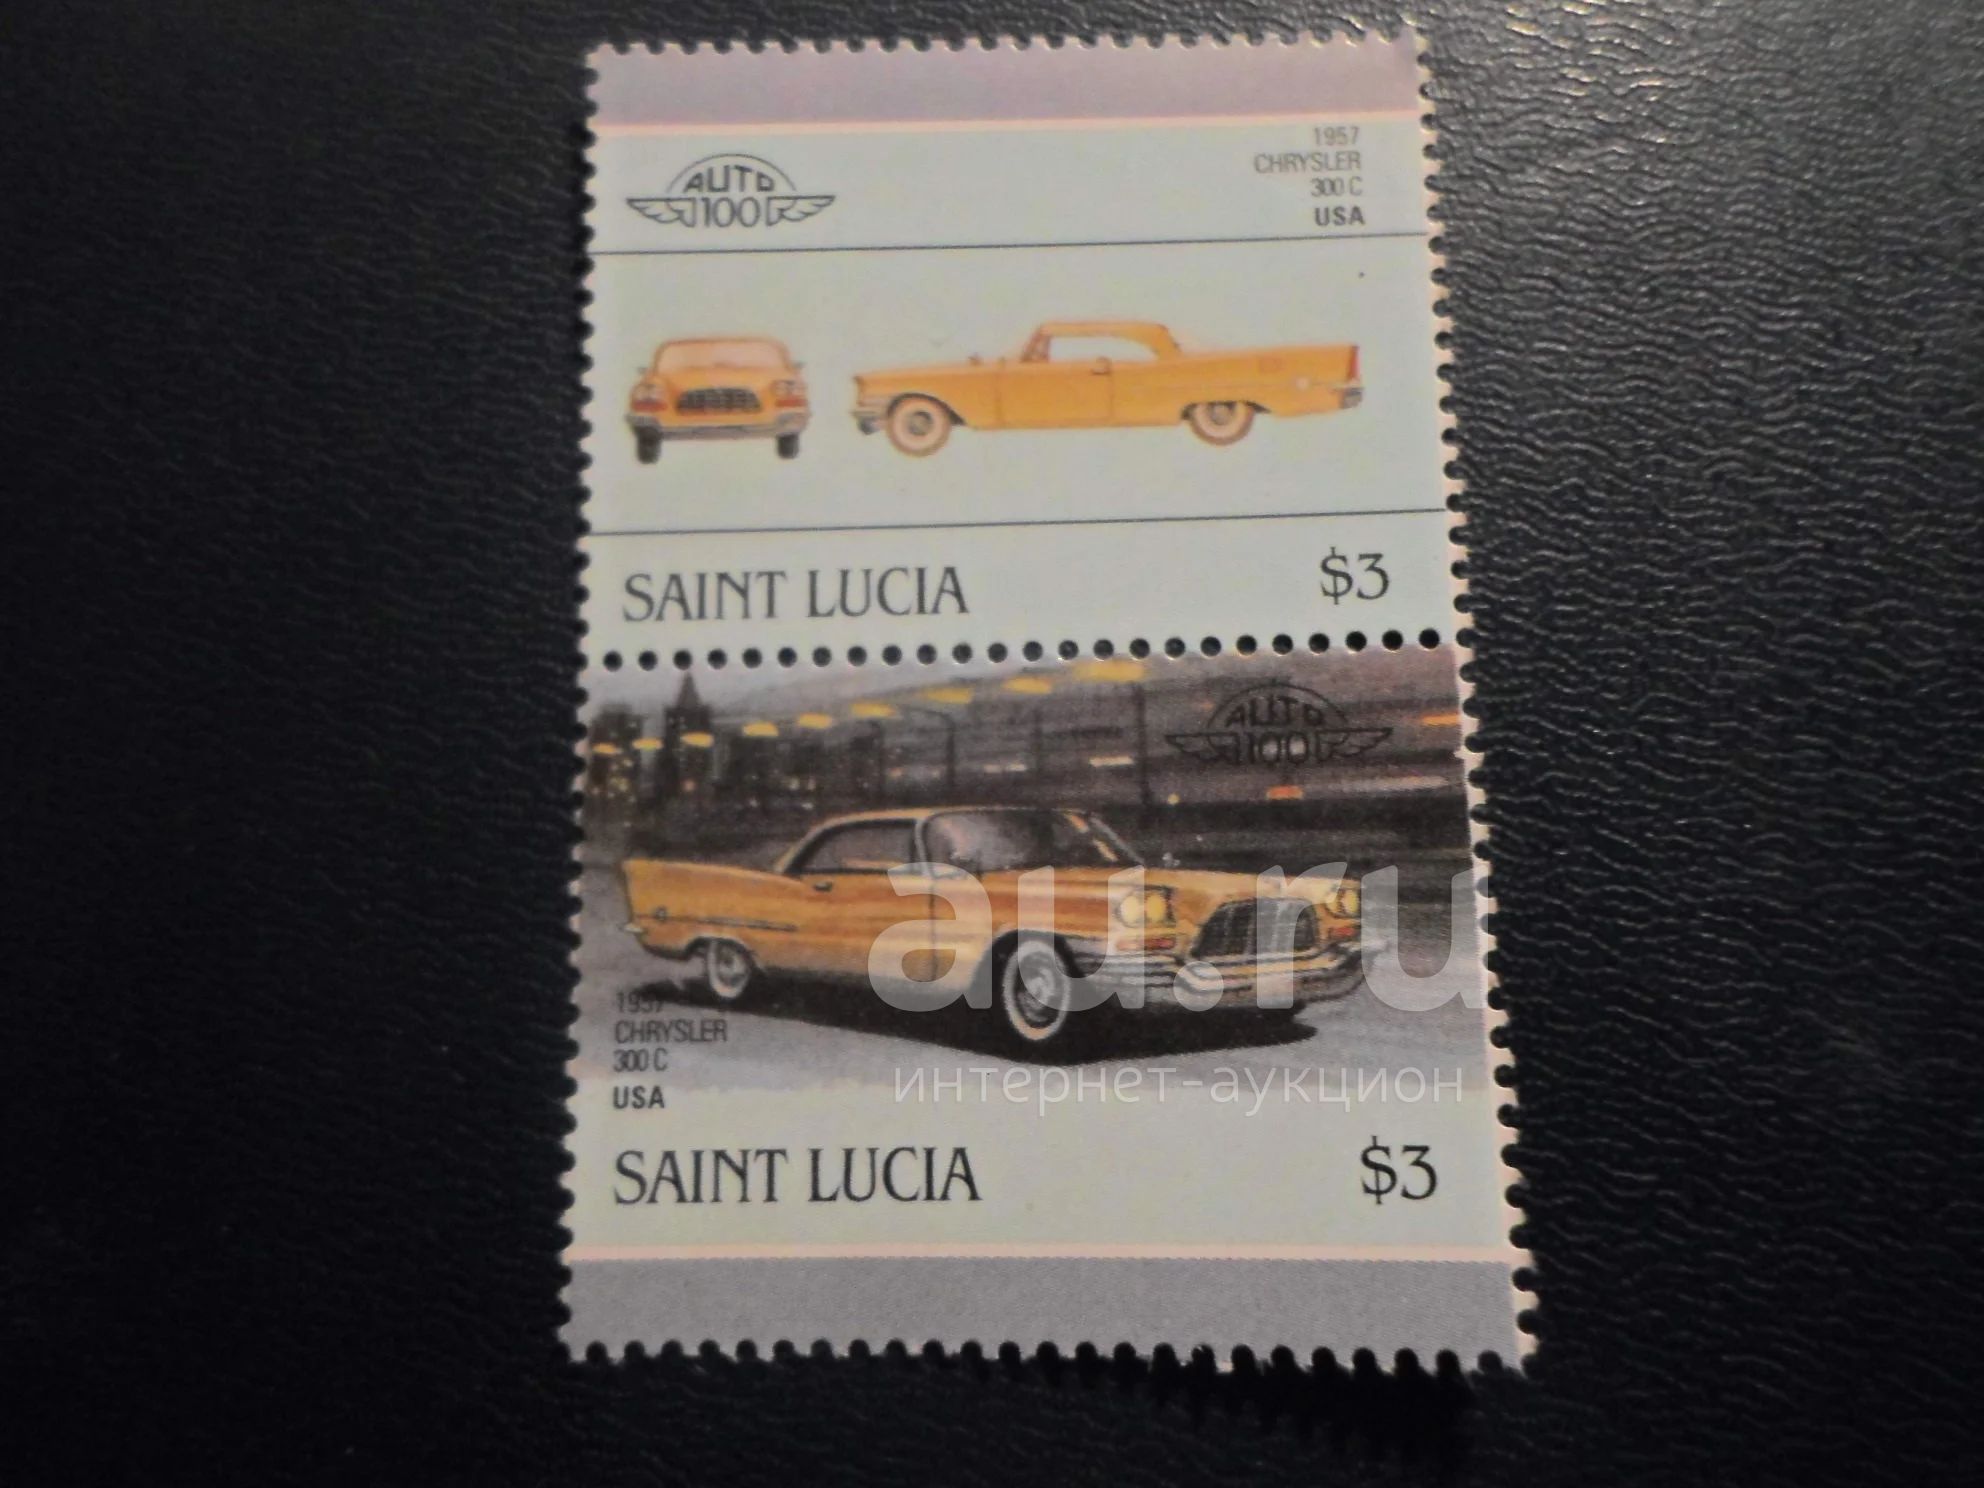 AUTO
100
1957
CHRYSLER
300 C
USA
SAINT LUCIA
$3
AUTO
100
au.ru
1957
CHRYSLER
300 C
USA
интернет-аукцион
SAINT LUCIA
$3